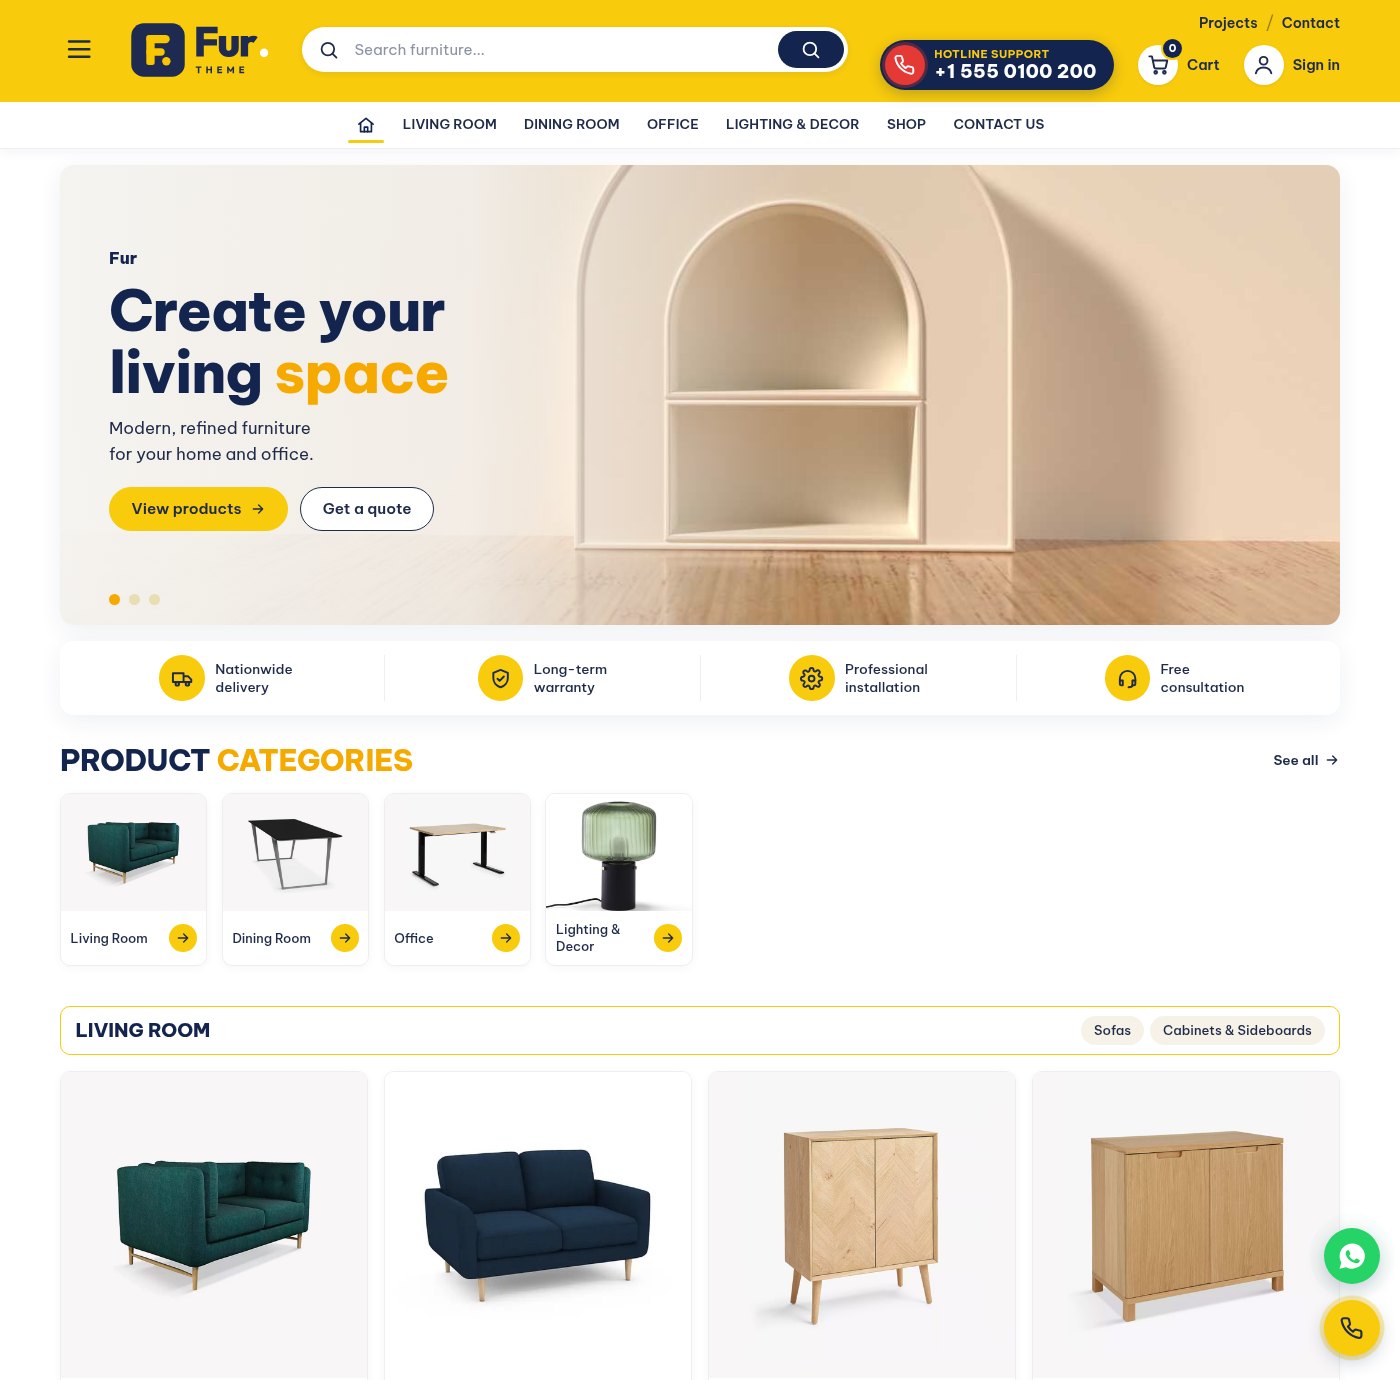 Projects / Contact
Fur
THEME
Search furniture...
HOTLINE SUPPORT
+1 555 0100 200
0
Cart
Sign in
LIVING ROOM
DINING ROOM
OFFICE
LIGHTING & DECOR
SHOP
CONTACT US
Fur
Create your
living space
Modern, refined furniture
for your home and office.
View products
Get a quote
Nationwide
delivery
Long-term
warranty
Professional
installation
Free
consultation
PRODUCT CATEGORIES
See all
Living Room
Dining Room
Office
Lighting &
Decor
LIVING ROOM
Sofas
Cabinets & Sideboards